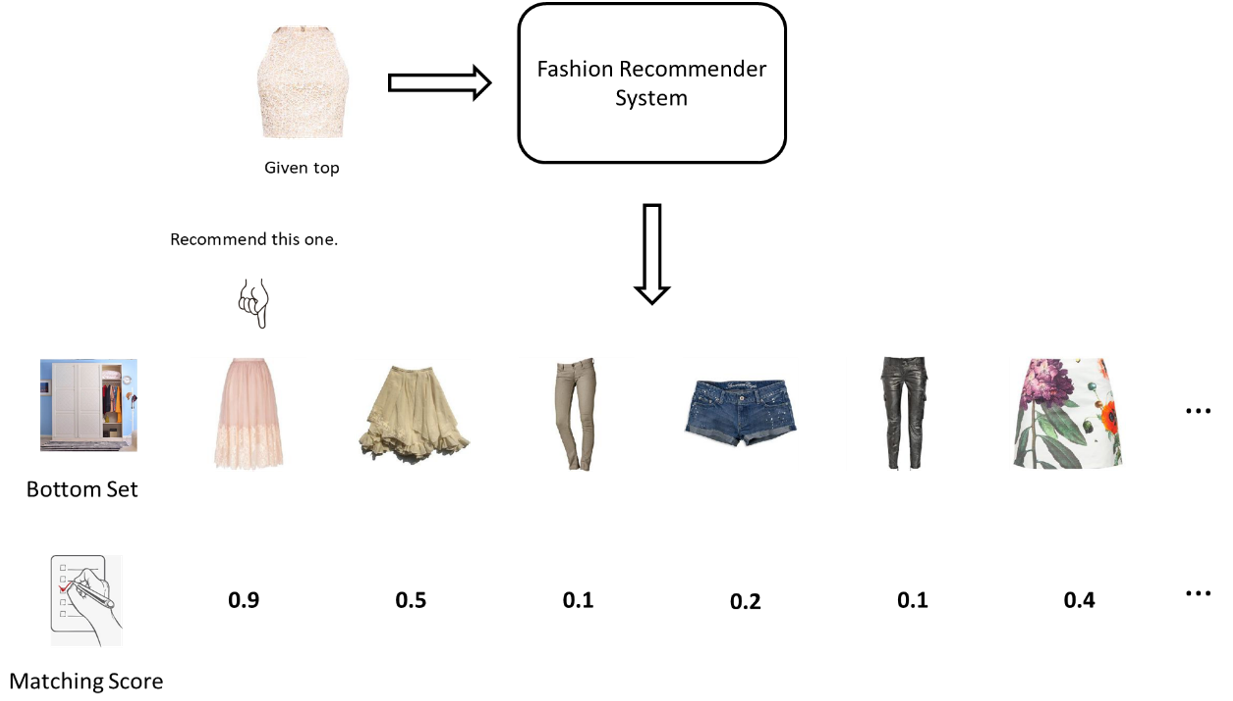 Fashion Recommender
System
Given top
Recommend this one.
Bottom Set
...
0.9 0.5 0.1 0.2 0.1 0.4 ...
Matching Score